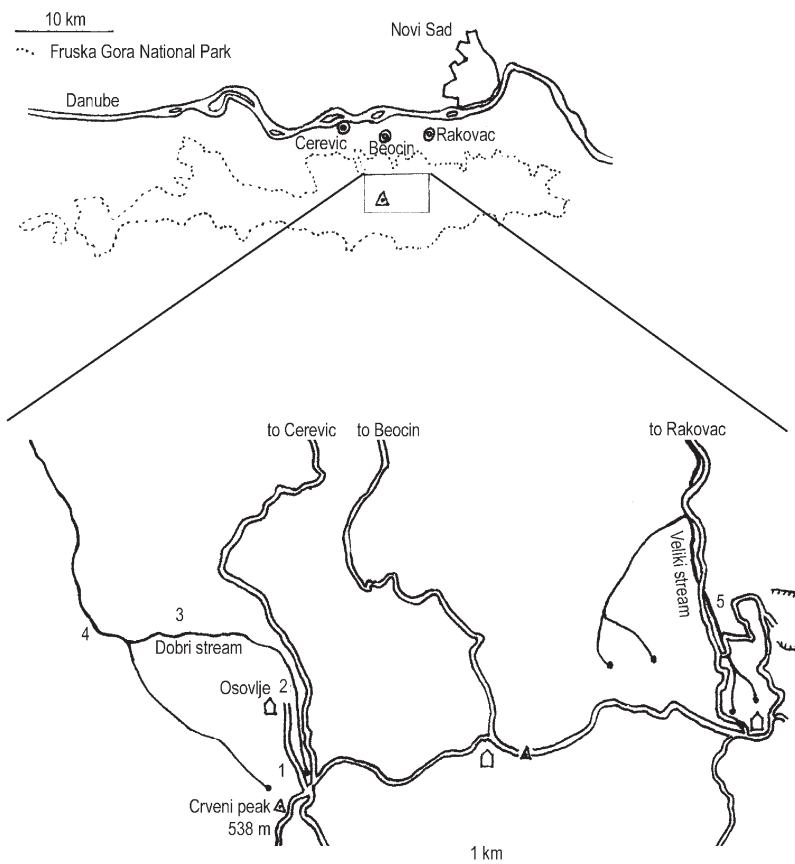 10 km
Fruska Gora National Park
Novi Sad
Danube
Cerevic
Beocin
Rakovac
to Cerevic
to Beocin
to Rakovac
Veliki stream
5
3
4
Dobri stream
Osovlje
2
1
Crveni peak
538 m
1 km